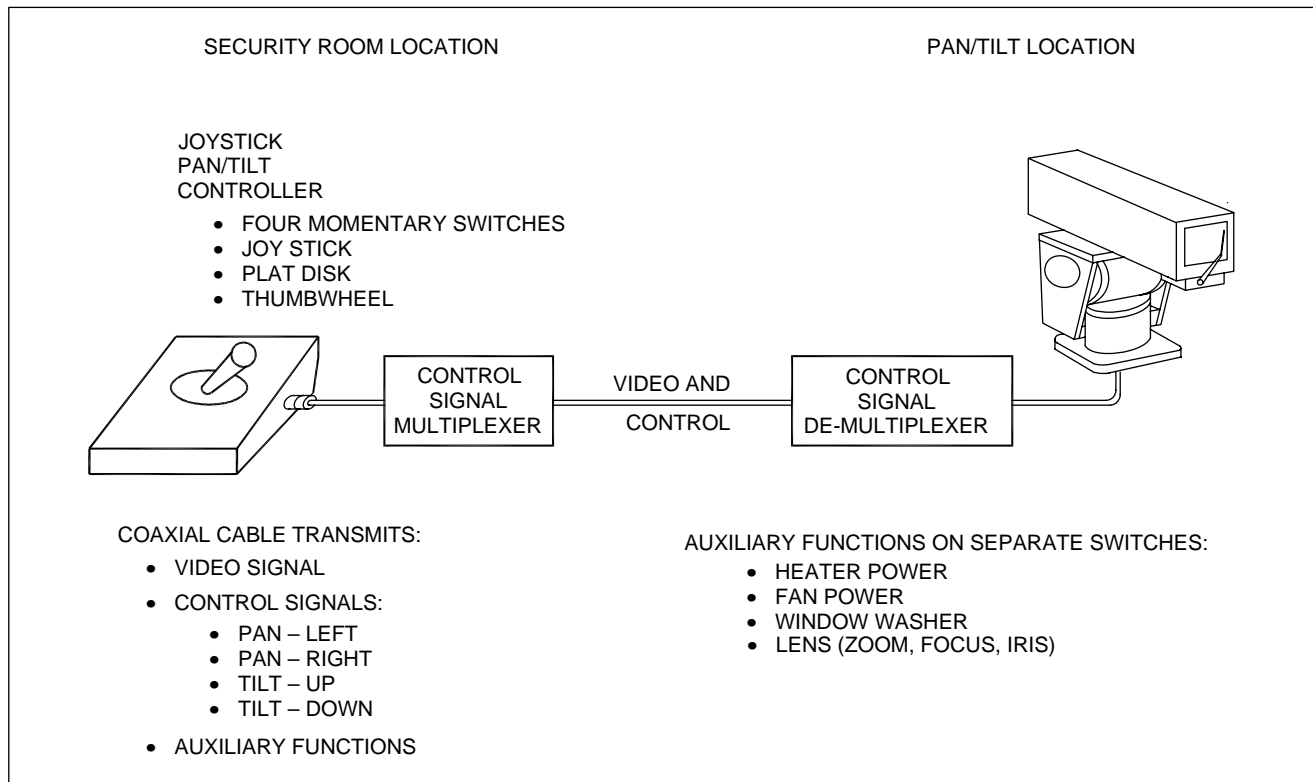 SECURITY ROOM LOCATION
PAN/TILT LOCATION
JOYSTICK
PAN/TILT
CONTROLLER
• FOUR MOMENTARY SWITCHES
• JOY STICK
• PLAT DISK
• THUMBWHEEL
CONTROL
SIGNAL
MULTIPLEXER
VIDEO AND
CONTROL
CONTROL
SIGNAL
DE-MULTIPLEXER
COAXIAL CABLE TRANSMITS:
• VIDEO SIGNAL
• CONTROL SIGNALS:
• PAN – LEFT
• PAN – RIGHT
• TILT – UP
• TILT – DOWN
• AUXILIARY FUNCTIONS
AUXILIARY FUNCTIONS ON SEPARATE SWITCHES:
• HEATER POWER
• FAN POWER
• WINDOW WASHER
• LENS (ZOOM, FOCUS, IRIS)